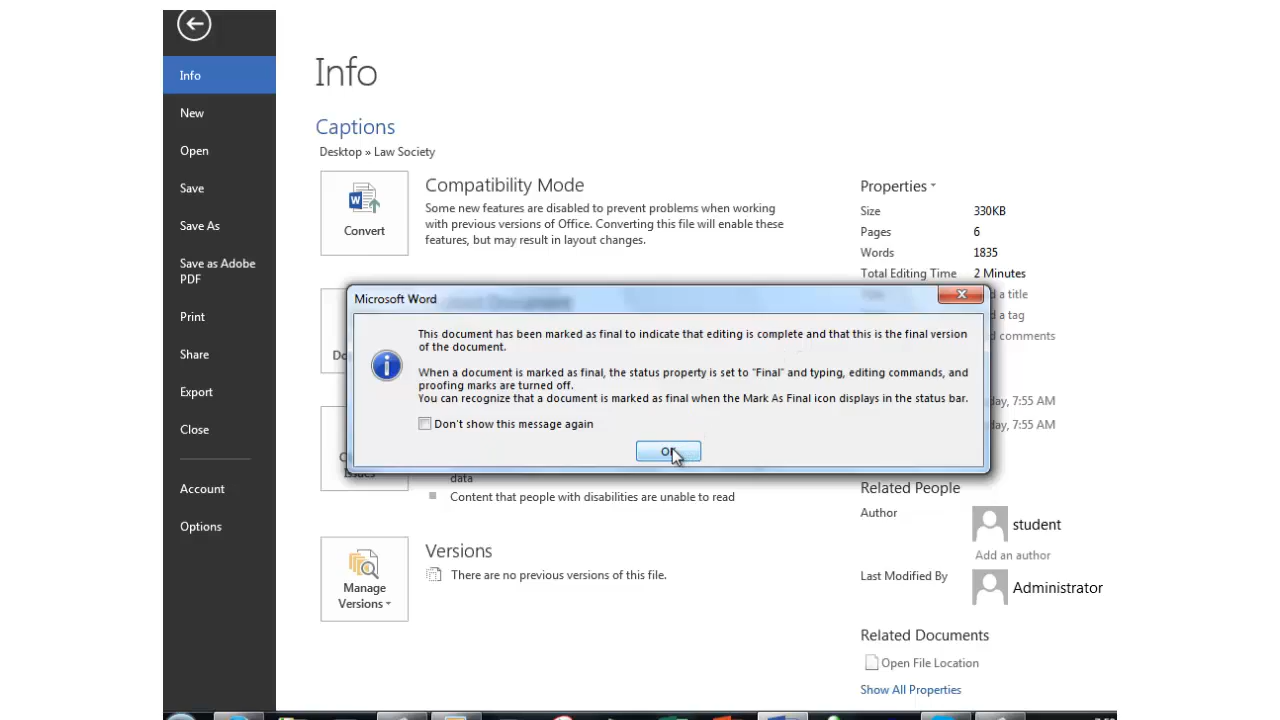 Info
Info
New
Open
Save
Save As
Save as Adobe
PDF
Print
Share
Export
Close
Account
Options
Captions
Desktop » Law Society
Convert
Compatibility Mode
Some new features are disabled to prevent problems when working
with previous versions of Office. Converting this file will enable these
features, but may result in layout changes.
Properties
Size 330KB
Pages 6
Words 1835
Total Editing Time 2 Minutes
Microsoft Word
This document has been marked as final to indicate that editing is complete and that this is the final version
of the document.
When a document is marked as final, the status property is set to "Final" and typing, editing commands, and
proofing marks are turned off.
You can recognize that a document is marked as final when the Mark As Final icon displays in the status bar.
Don't show this message again
a title
a tag
comments
7:55 AM
7:55 AM
data
Content that people with disabilities are unable to read
Manage
Versions
Versions
There are no previous versions of this file.
Related People
Author student
Add an author
Last Modified By Administrator
Related Documents
Open File Location
Show All Properties